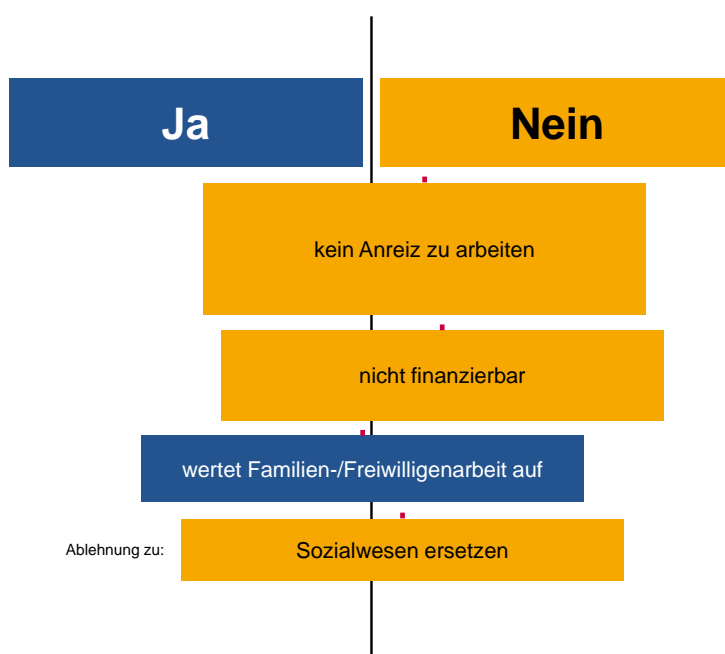 Ja
Nein
kein Anreiz zu arbeiten
nicht finanzierbar
wertet Familien-/Freiwilligenarbeit auf
Ablehnung zu:
Sozialwesen ersetzen